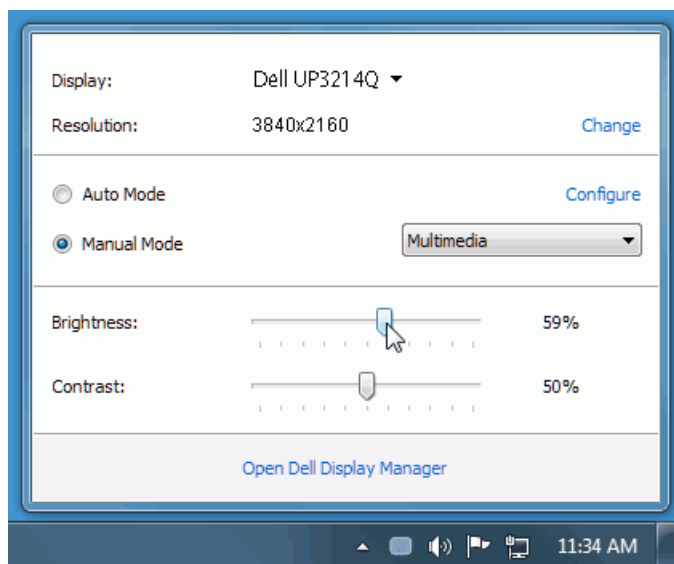 Display: Dell UP3214Q
Resolution: 3840x2160 Change
Auto Mode Configure
Manual Mode Multimedia
Brightness: 59%
Contrast: 50%
Open Dell Display Manager
11:34 AM